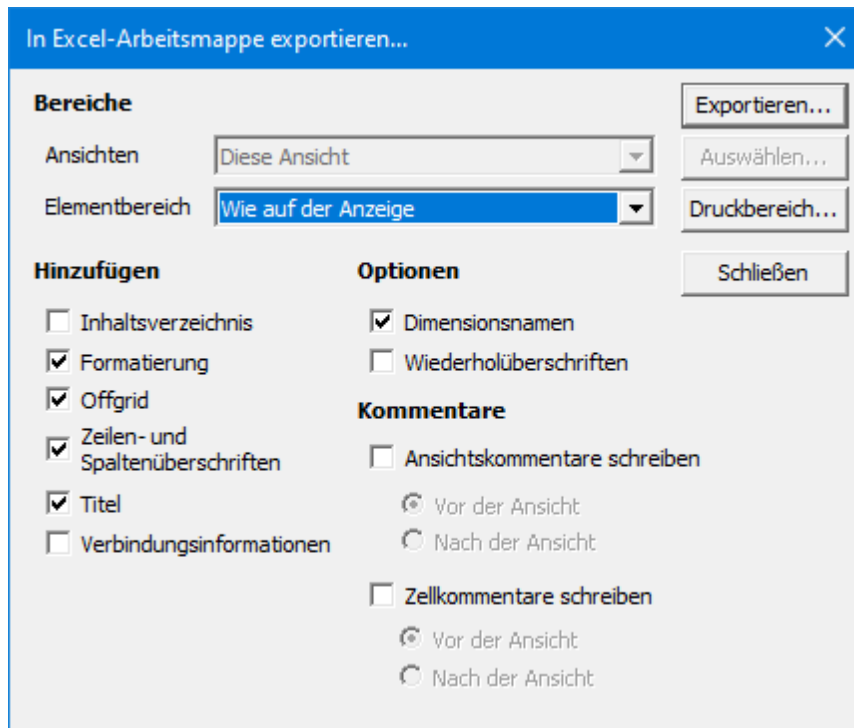 In Excel-Arbeitsmappe exportieren...
Bereiche
Exportieren...
Ansichten
Diese Ansicht
Auswählen...
Elementbereich
Wie auf der Anzeige
Druckbereich...
Hinzufügen
Optionen
Schließen
Inhaltsverzeichnis
Dimensionsnamen
Formatierung
Wiederholüberschriften
Offgrid
Kommentare
Zeilen- und
Spaltenüberschriften
Ansichtskommentare schreiben
Titel
Vor der Ansicht
Verbindungsinformationen
Nach der Ansicht
Zellkommentare schreiben
Vor der Ansicht
Nach der Ansicht